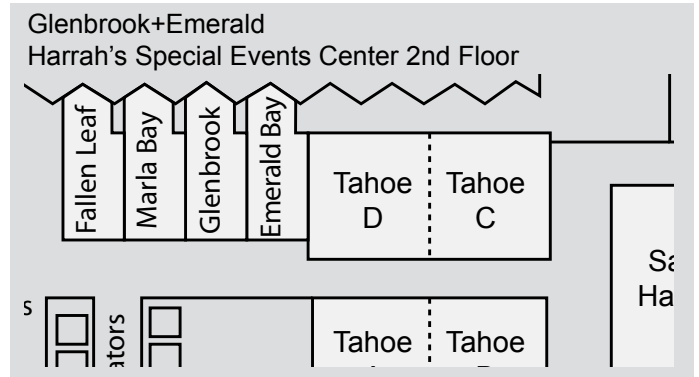 Glenbrook+Emerald
Harrah's Special Events Center 2nd Floor
Fallen Leaf
Marla Bay
Glenbrook
Emerald Bay
Tahoe
D
Tahoe
C
Tahoe
Tahoe